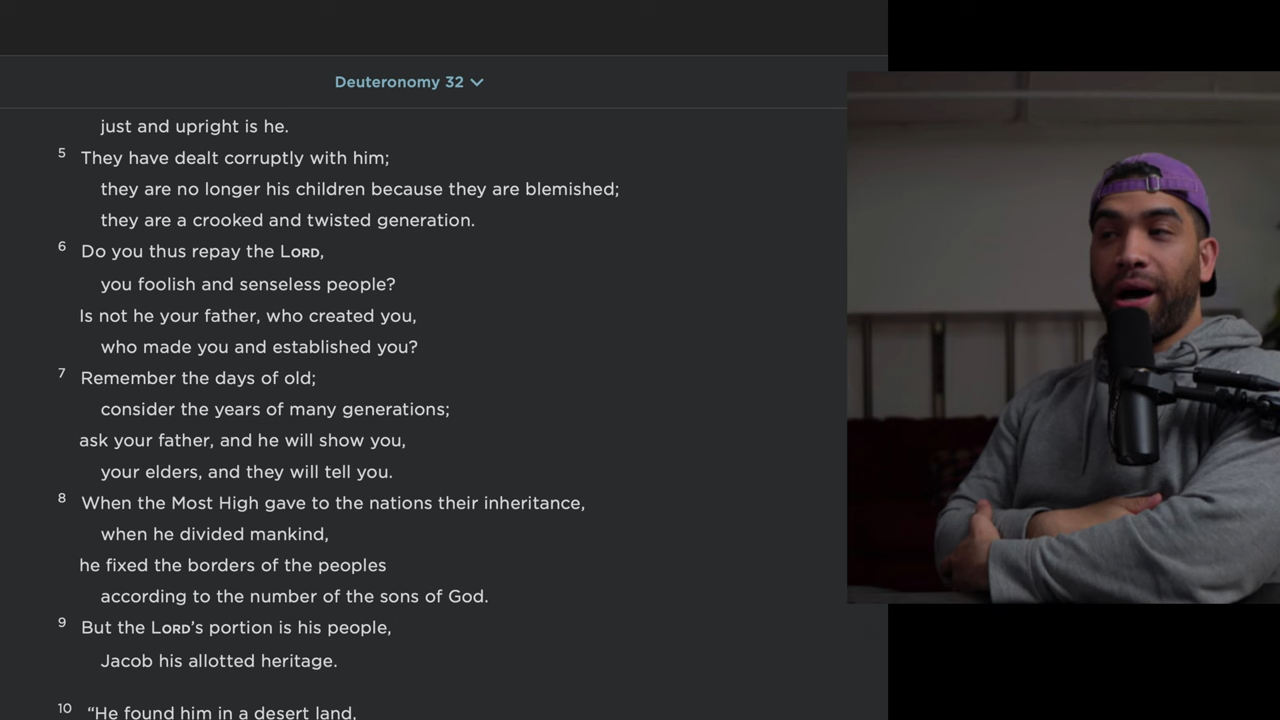 Deuteronomy 32
just and upright is he.
5 They have dealt corruptly with him;
they are no longer his children because they are blemished;
they are a crooked and twisted generation.
6 Do you thus repay the LORD,
you foolish and senseless people?
Is not he your father, who created you,
who made you and established you?
7 Remember the days of old;
consider the years of many generations;
ask your father, and he will show you,
your elders, and they will tell you.
8 When the Most High gave to the nations their inheritance,
when he divided mankind,
he fixed the borders of the peoples
according to the number of the sons of God.
9 But the LORD's portion is his people,
Jacob his allotted heritage.
10 “He found him in a desert land,